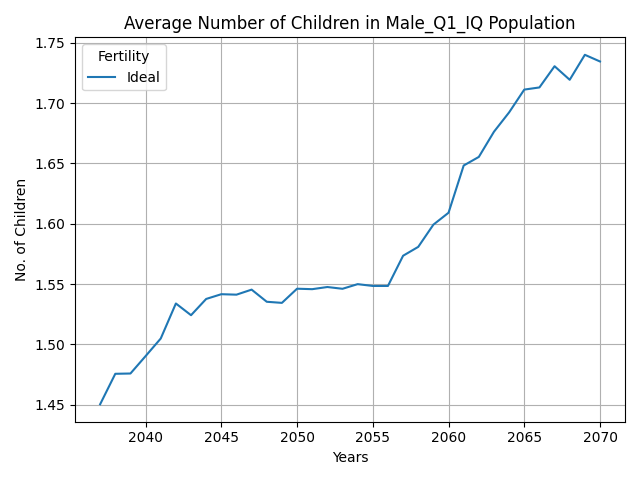 Average Number of Children in Male_Q1_IQ Population
Fertility
Ideal
No. of Children
1.75
1.70
1.65
1.60
1.55
1.50
1.45
2040 2045 2050 2055 2060 2065 2070
Years